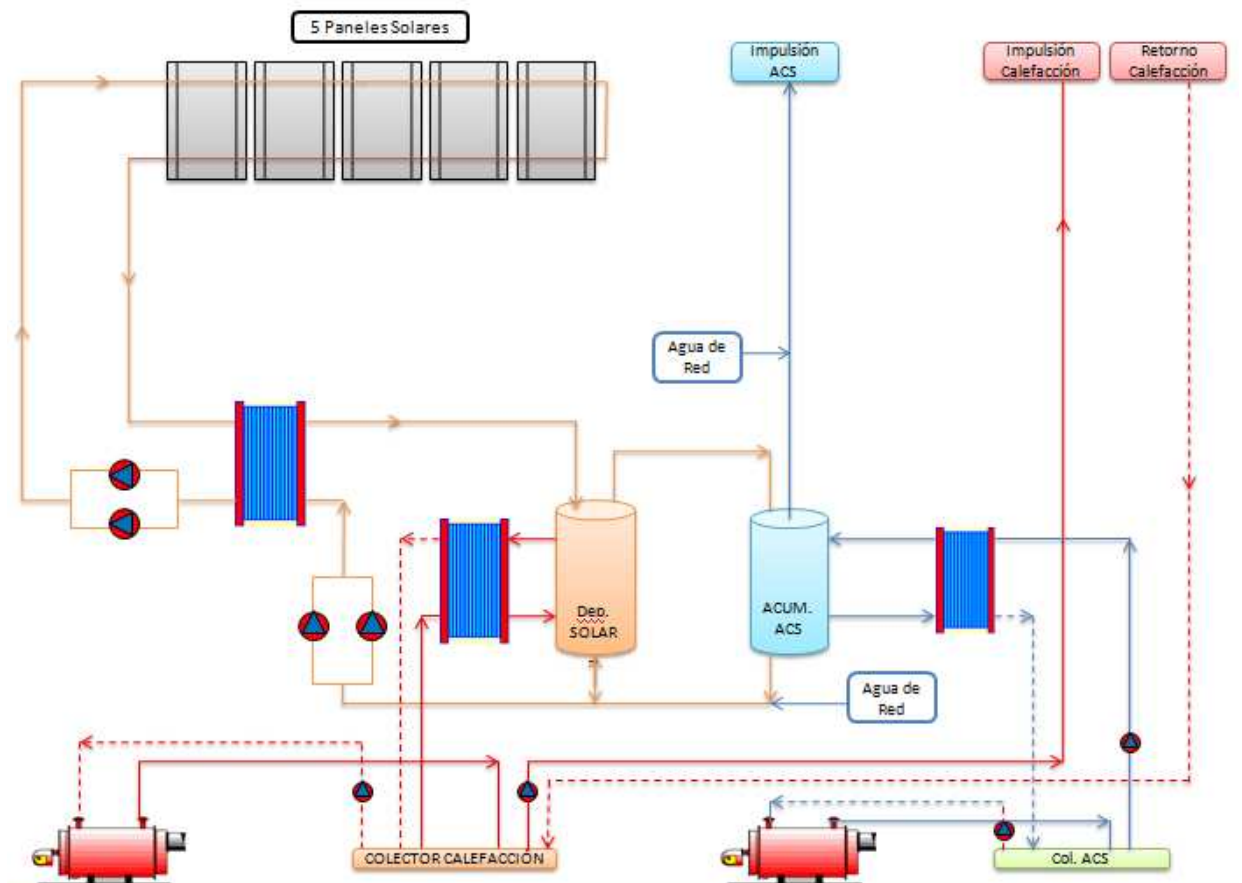 5 Paneles Solares
Impulsión
ACS
Impulsión
Calefacción
Retorno
Calefacción
Agua de
Red
Dep.
SOLAR
ACUM.
ACS
Agua de
Red
COLECTOR CALEFACCION
Col. ACS